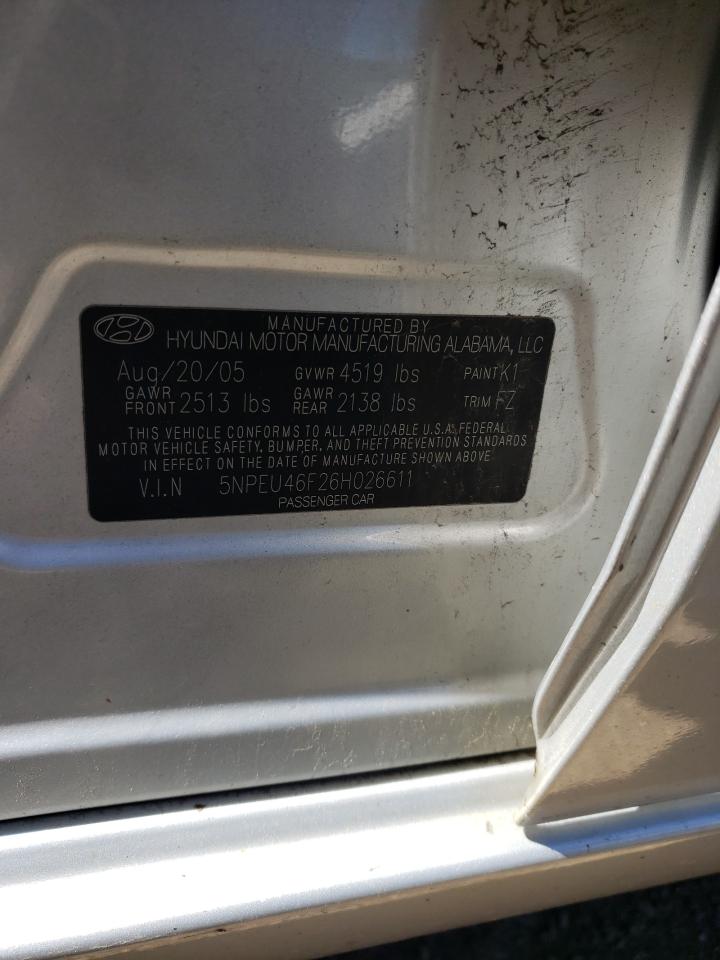 MANUFACTURED BY
HYUNDAI MOTOR MANUFACTURING ALABAMA, LLC
Aug/20/05 GVWR 4519 lbs PAINT K1
GAWR FRONT 2513 lbs GAWR REAR 2138 lbs TRIM FZ
THIS VEHICLE CONFORMS TO ALL APPLICABLE U.S.A. FEDERAL
MOTOR VEHICLE SAFETY, BUMPER, AND THEFT PREVENTION STANDARDS
IN EFFECT ON THE DATE OF MANUFACTURE SHOWN ABOVE
V.I.N 5NPEU46F26H026611
PASSENGER CAR